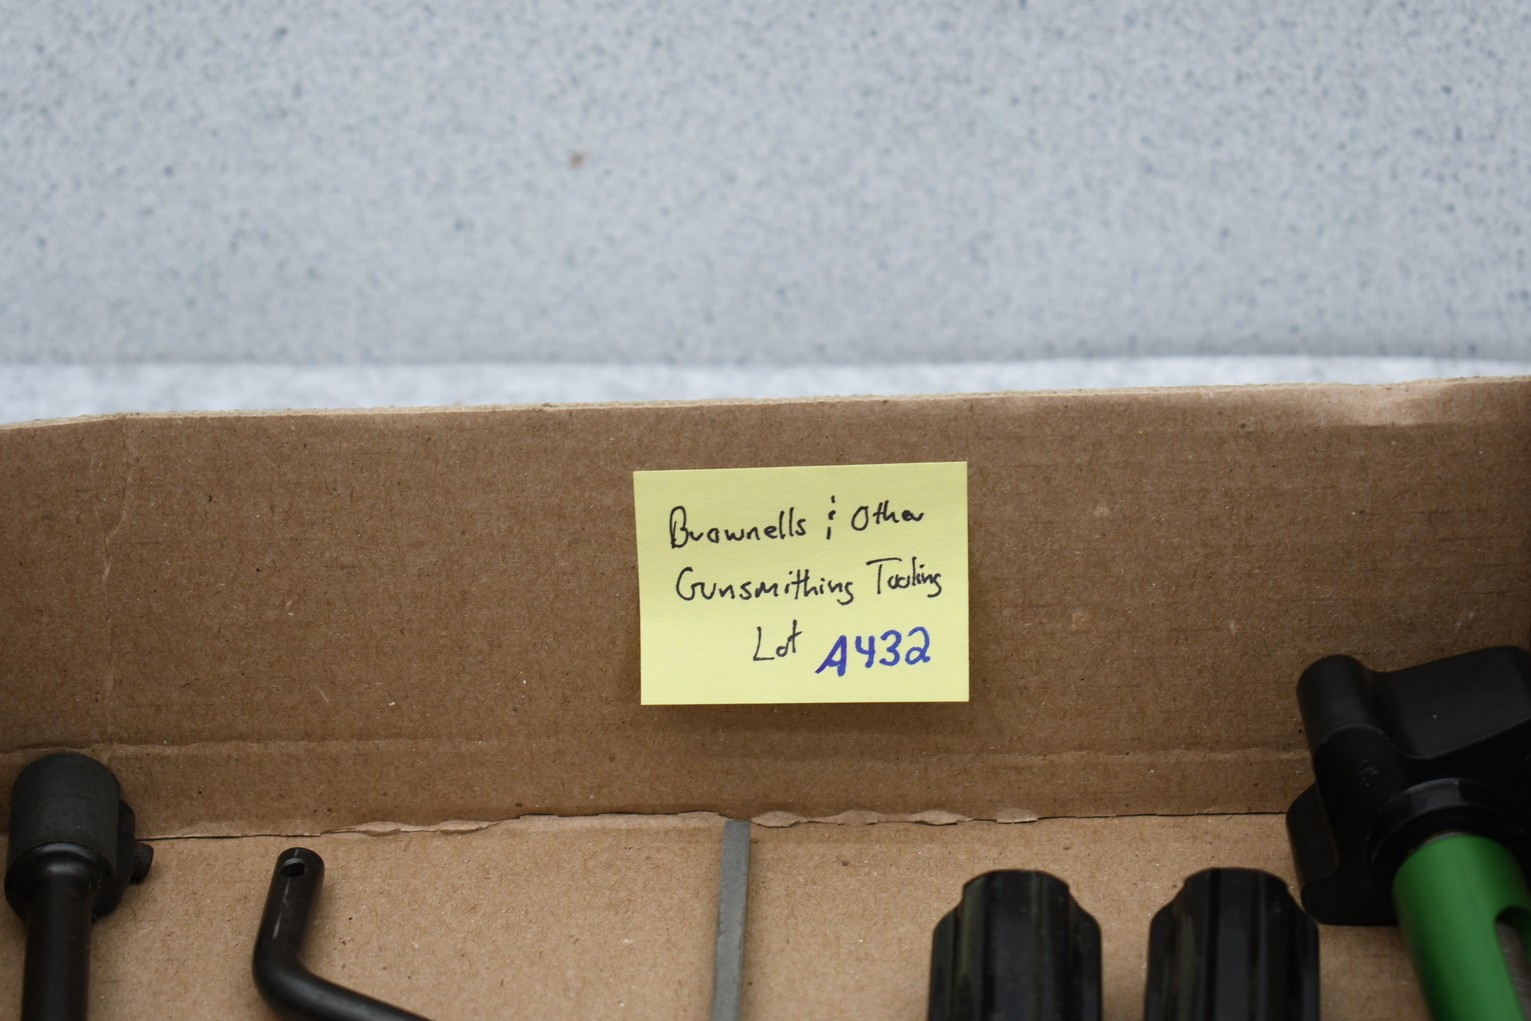 Brownells & Other
Gunsmithing Tooling
Lot A432